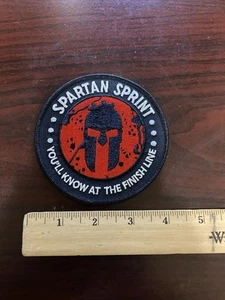 SPARTAN SPRINT
YOU'LL KNOW AT THE FINISH LINE
1 2 3 4 5